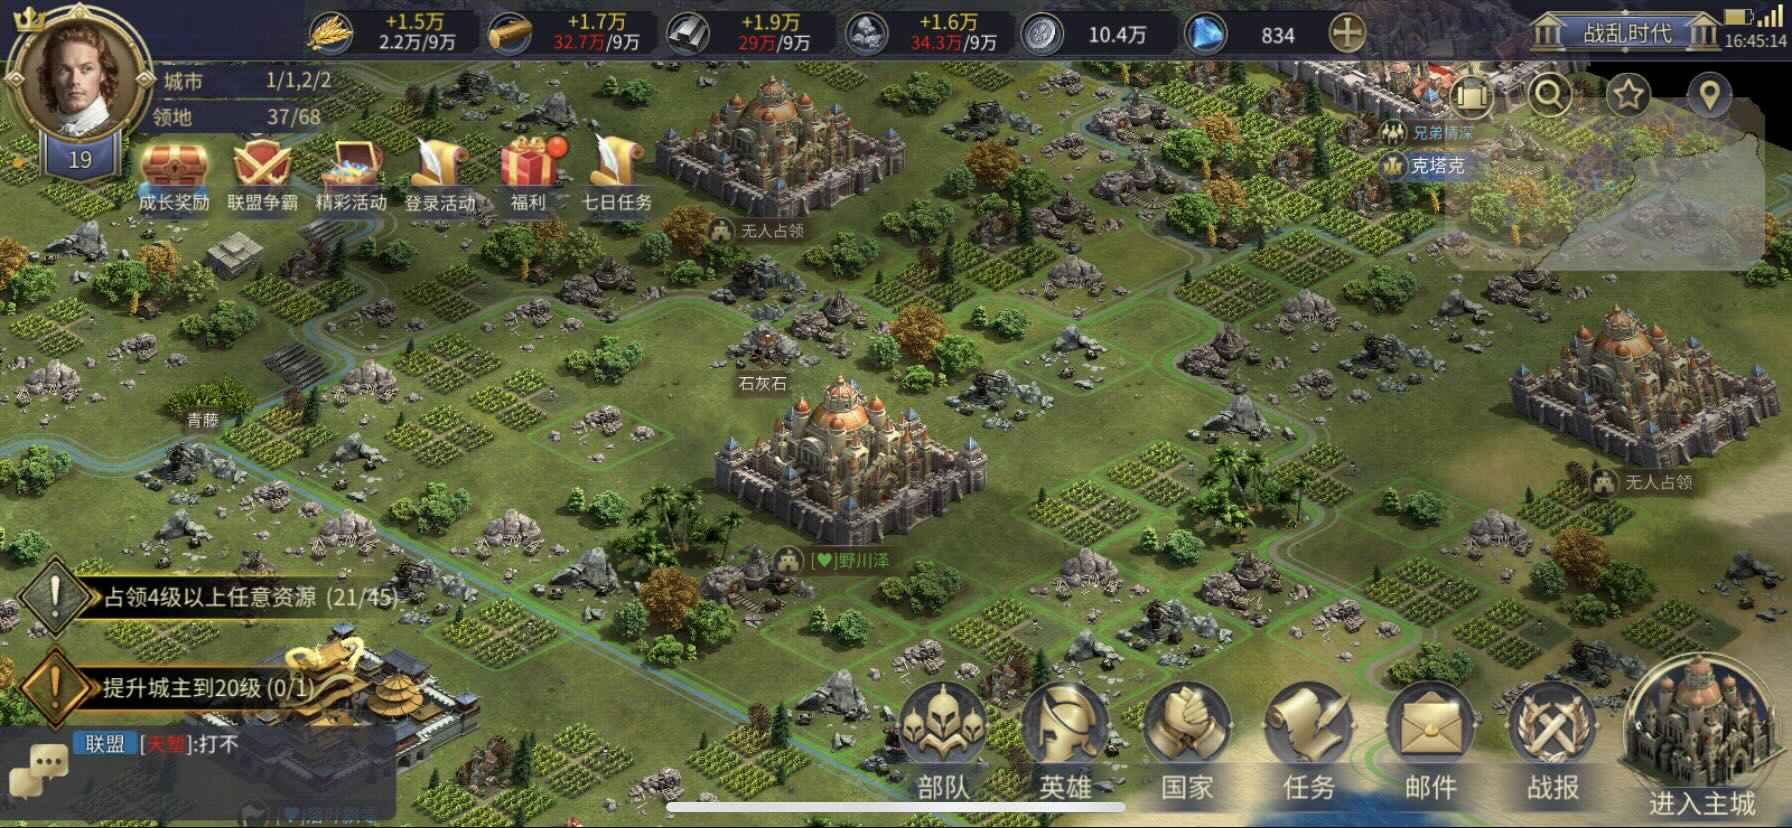 +1.5万
2.2万/9万
+1.7万
32.7万/9万
+1.9万
29万/9万
+1.6万
34.3万/9万
10.4万
834
战乱时代
16:45:14
城市 1/1,2/2
领地 37/68
19
兄弟情深
克塔克
成长奖励
联盟争霸
精彩活动
登录活动
福利
七日任务
无人占领
石灰石
青藤
无人占领
[♥]野川泽
占领4级以上任意资源 (21/45)
提升城主到20级 (0/1)
联盟 [天堑]:打不
部队
英雄
国家
任务
邮件
战报
进入主城